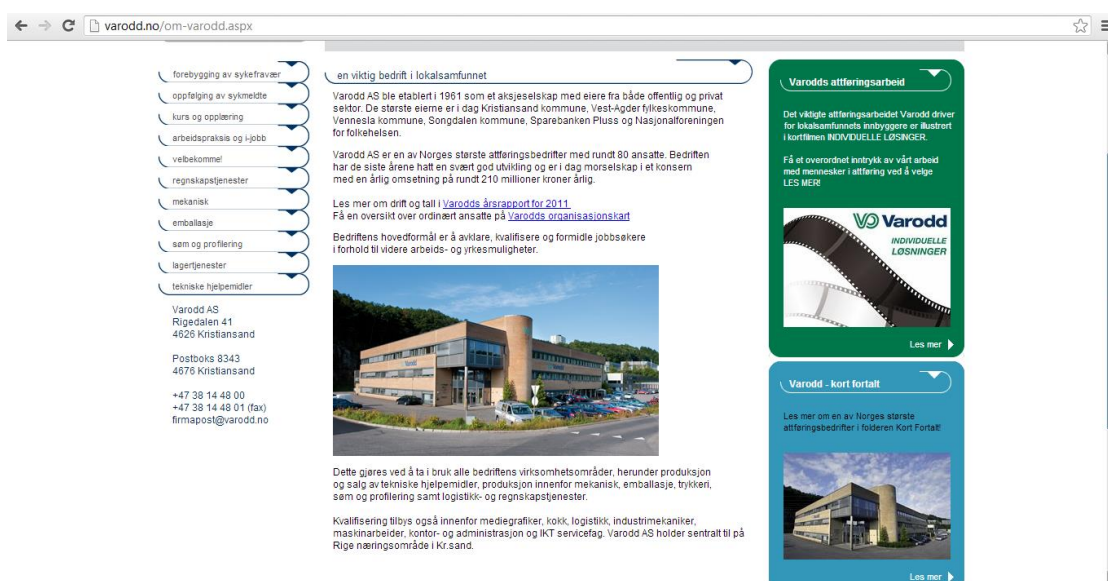 varodd.no/om-varodd.aspx
forebygging av sykefravær
oppfølging av sykmeldte
kurs og opplæring
arbeidspraksis og i-jobb
velbekomme!
regnskapstjenester
mekanisk
emballasje
søm og profilering
lagertjenester
tekniske hjelpemidler
Varodd AS
Rigedalen 41
4626 Kristiansand
Postboks 8343
4676 Kristiansand
+47 38 14 48 00
+47 38 14 48 01 (fax)
firmapost@varodd.no
en viktig bedrift i lokalsamfunnet
Varodd AS ble etablert i 1961 som et aksjeselskap med eiere fra både offentlig og privat
sektor. De største eierne er i dag Kristiansand kommune, Vest-Agder fylkeskommune,
Vennesla kommune, Songdalen kommune, Sparebanken Pluss og Nasjonalforeningen
for folkehelsen.
Varodd AS er en av Norges største attføringsbedrifter med rundt 80 ansatte. Bedriften
har de siste årene hatt en svært god utvikling og er i dag morselskap i et konsern
med en årlig omsetning på rundt 210 millioner kroner årlig.
Les mer om drift og tall i Varodds årsrapport for 2011
Få en oversikt over ordinært ansatte på Varodds organisasjonskart
Bedriftens hovedformål er å avklare, kvalifisere og formidle jobbsøkere
i forhold til videre arbeids- og yrkesmuligheter.
Varodd
Dette gjøres ved å ta i bruk alle bedriftens virksomhetsområder, herunder produksjon
og salg av tekniske hjelpemidler, produksjon innenfor mekanisk, emballasje, trykkeri,
søm og profilering samt logistikk- og regnskapstjenester.
Kvalifisering tilbys også innenfor mediegrafiker, kokk, logistikk, industrimekaniker,
maskinarbeider, kontor- og administrasjon og IKT servicefag. Varodd AS holder sentralt til på
Rige næringsområde i Kr.sand.
Varodds attføringsarbeid
Det viktigte attføringsarbeidet Varodd driver
for lokalsamfunnets innbyggere er illustrert
i kortfilmen INDIVIDUELLE LØSINGER.
Få et overordnet inntrykk av vårt arbeid
med mennesker i attføring ved å velge
LES MER!
Varodd
INDIVIDUELLE
LØSNINGER
Les mer
Varodd - kort fortalt
Les mer om en av Norges største
attføringsbedrifter i folderen Kort Fortalt!
Les mer